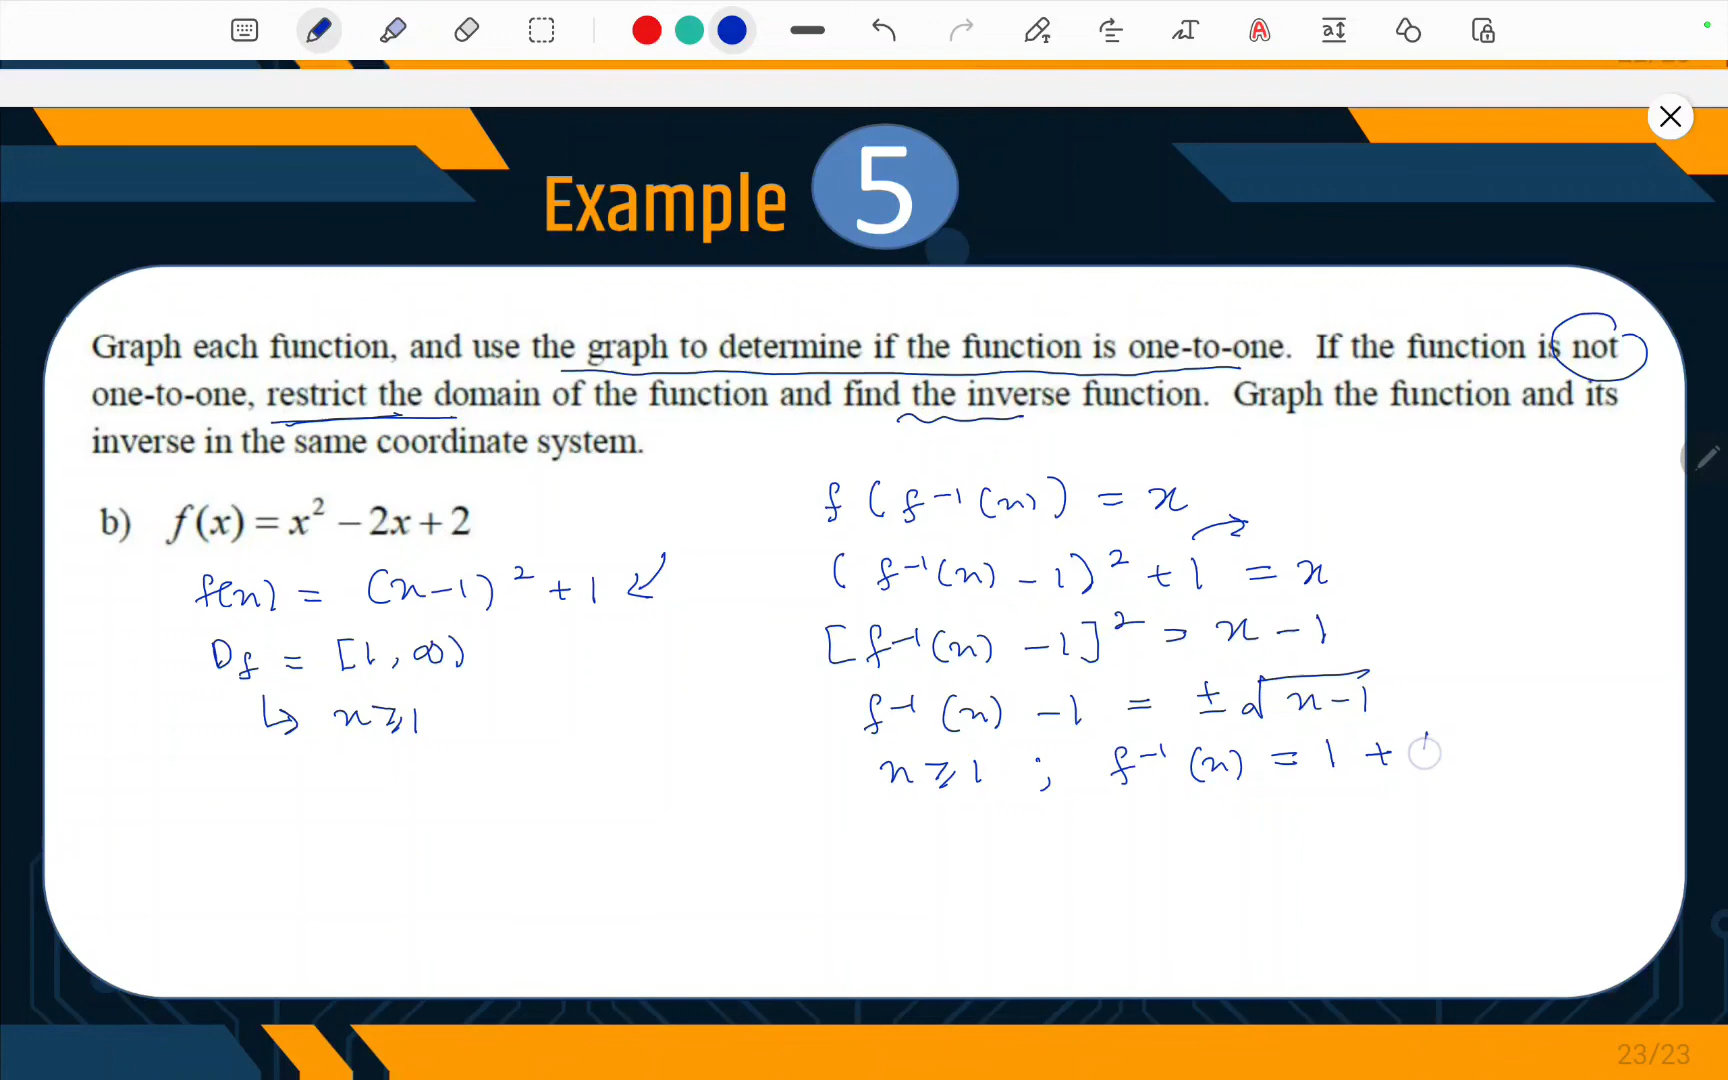 Example 5
Graph each function, and use the graph to determine if the function is not
one-to-one, restrict the domain of the function and find the inverse function. Graph the function and its
inverse in the same coordinate system.
b) f(x) = x² − 2x + 2
f(x) = (x−1)² + 1
D_f = [1, ∞)
↳ x ⩾ 1
f(f⁻¹(x)) = x
(f⁻¹(x) − 1)² + 1 = x
[f⁻¹(x) − 1]² = x − 1
f⁻¹(x) − 1 = ± √x−1
x ⩾ 1 ; f⁻¹(x) = 1 +
23/23